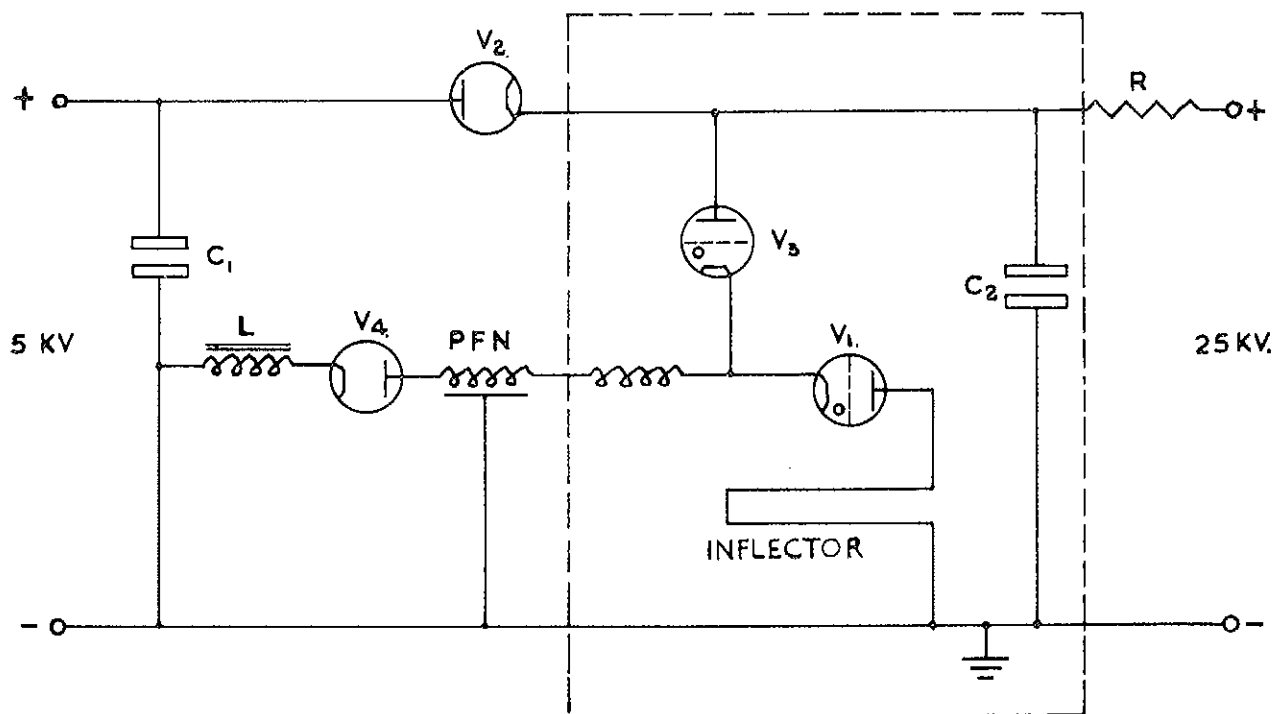 V2.
+
R
+
V3
C1
C2
L
V4.
PFN
V1.
5 KV
25 KV.
INFLECTOR
-
-